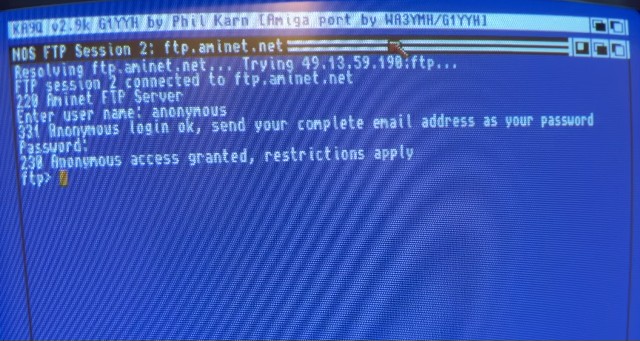 KA9Q v2.9k G1YYH by Phil Karn [Amiga port by WA3YMH/G1YYH]
NOS FTP Session 2: ftp.aminet.net
Resolving ftp.aminet.net... Trying 49.13.59.190:ftp...
FTP session 2 connected to ftp.aminet.net
220 Aminet FTP Server
Enter user name: anonymous
331 Anonymous login ok, send your complete email address as your password
Password:
230 Anonymous access granted, restrictions apply
ftp>